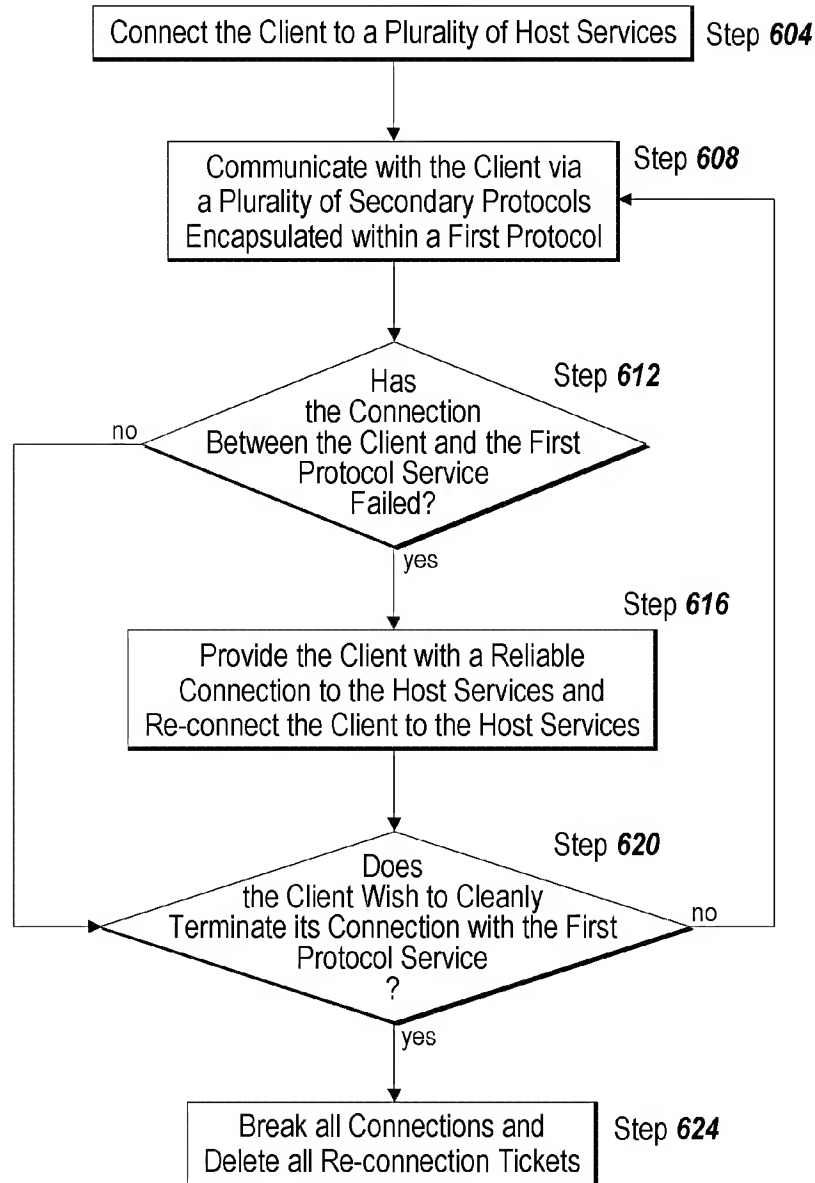 Connect the Client to a Plurality of Host Services
Step 604
Communicate with the Client via
a Plurality of Secondary Protocols
Encapsulated within a First Protocol
Step 608
Has
the Connection
Between the Client and the First
Protocol Service
Failed?
Step 612
no
yes
Step 616
Provide the Client with a Reliable
Connection to the Host Services and
Re-connect the Client to the Host Services
Does
the Client Wish to Cleanly
Terminate its Connection with the First
Protocol Service
?
Step 620
no
yes
Break all Connections and
Delete all Re-connection Tickets
Step 624